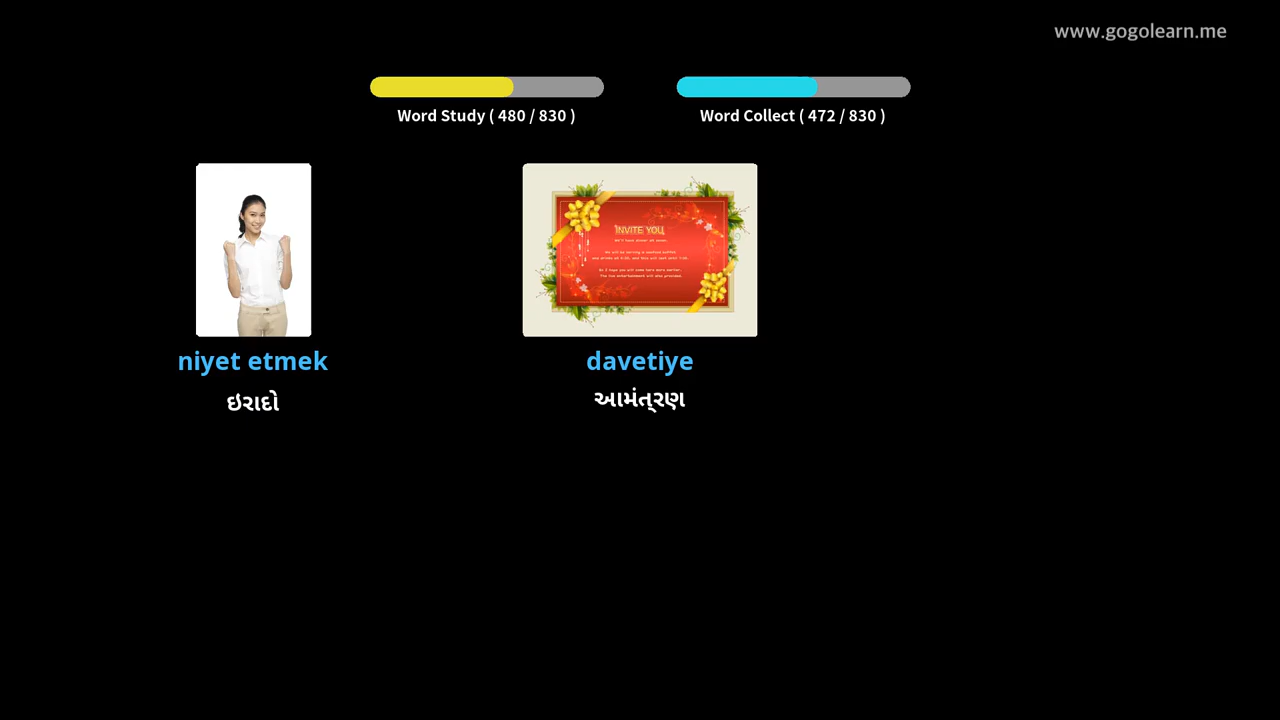 www.gogolearn.me
Word Study ( 480 / 830 )
Word Collect ( 472 / 830 )
INVITE YOU
niyet etmek
davetiye
ઇરાદો
આમંત્રણ